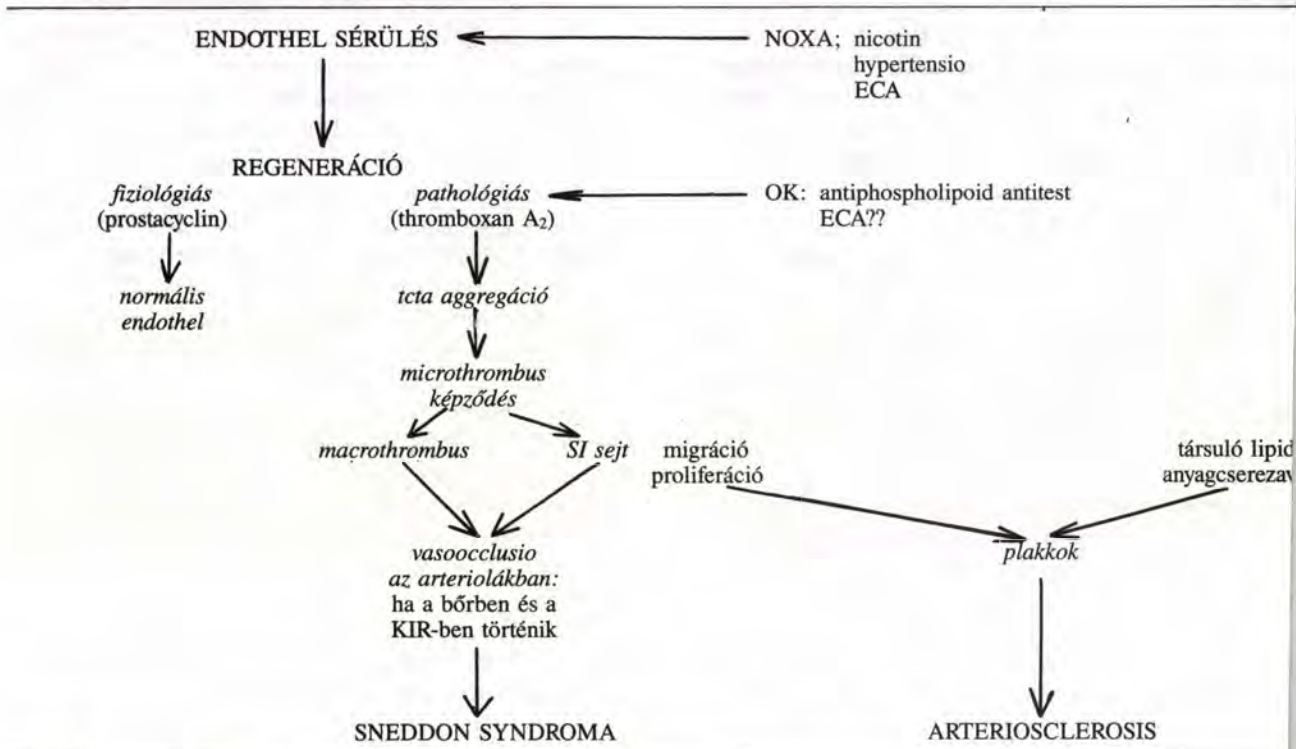 ENDOTHEL SÉRÜLÉS
NOXA; nicotin
hypertensio
ECA
REGENERÁCIÓ
fiziológiás
(prostacyclin)
pathológiás
(thromboxan A₂)
OK: antiphospholipoid antitest
ECA??
normális
endothel
tcta aggregáció
microthrombus
képződés
macrothrombus
SI sejt
migráció
proliferáció
társuló lipid
anyagcserezav
vasoocclusio
az arteriolákban:
ha a bőrben és a
KIR-ben történik
plakkok
SNEDDON SYNDROMA
ARTERIOSCLEROSIS